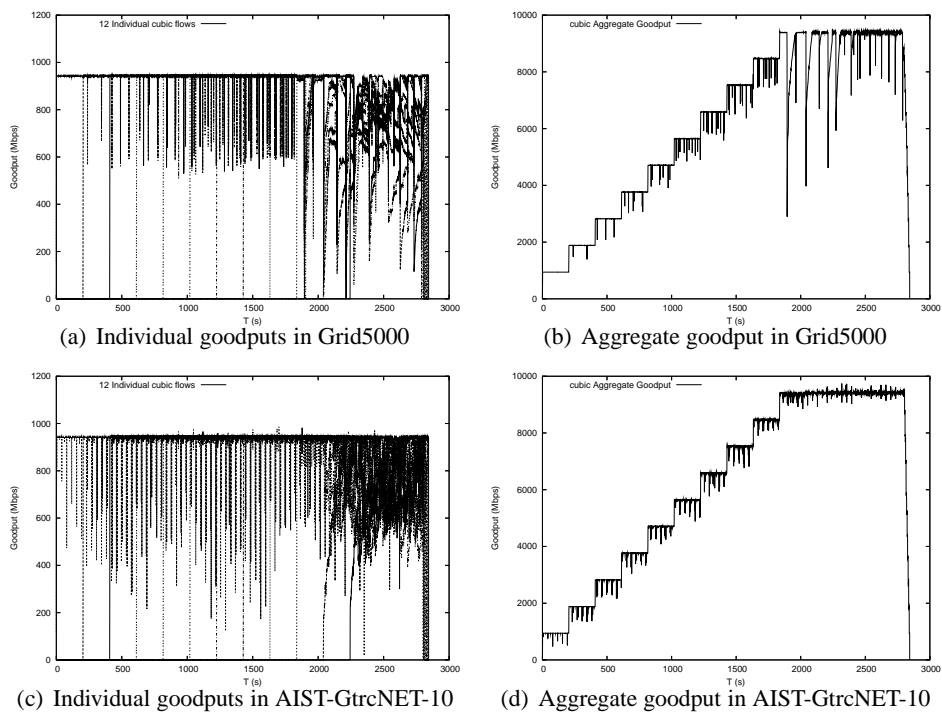 12 Individual cubic flows
1200
1000
800
600
400
200
0
Goodput (Mbps)
0 500 1000 1500 2000 2500 3000
T (s)
(a) Individual goodputs in Grid5000
cubic Aggregate Goodput
10000
8000
6000
4000
2000
0
Goodput (Mbps)
0 500 1000 1500 2000 2500 3000
T (s)
(b) Aggregate goodput in Grid5000
12 Individual cubic flows
1200
1000
800
600
400
200
0
Goodput (Mbps)
0 500 1000 1500 2000 2500 3000
T (s)
(c) Individual goodputs in AIST-GtrcNET-10
cubic Aggregate Goodput
10000
8000
6000
4000
2000
0
Goodput (Mbps)
0 500 1000 1500 2000 2500 3000
T (s)
(d) Aggregate goodput in AIST-GtrcNET-10